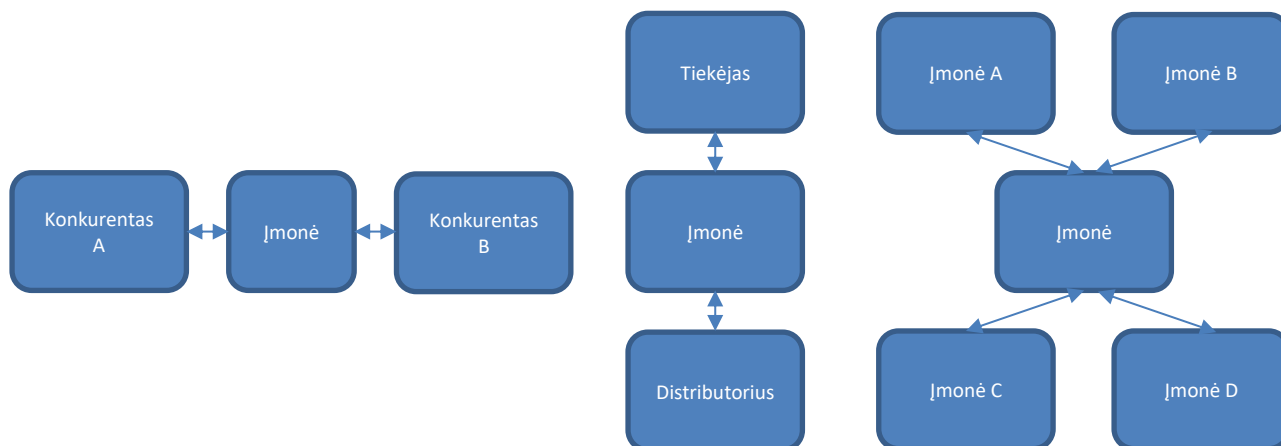 Konkurentas
A
Įmonė
Konkurentas
B
Tiekėjas
Įmonė
Distributorius
Įmonė A
Įmonė B
Įmonė
Įmonė C
Įmonė D